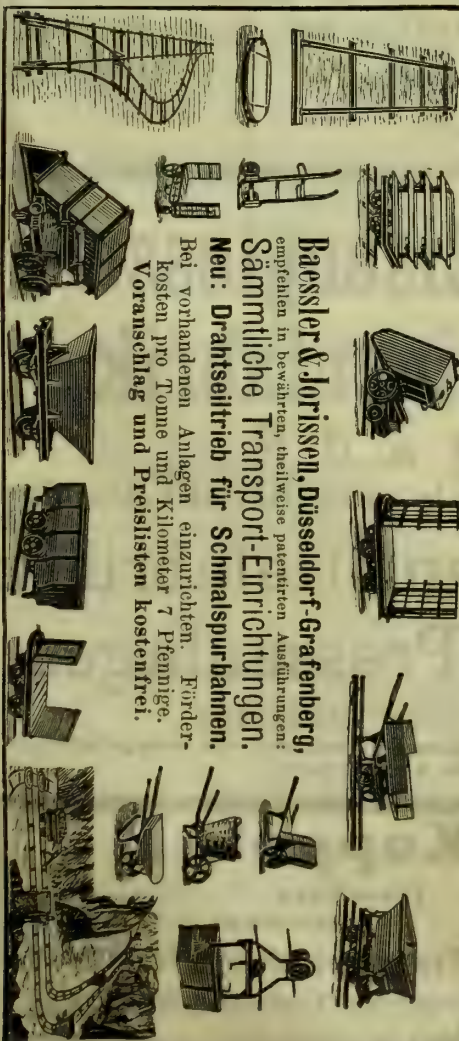 Baessler & Jorissen, Düsseldorf-Grafenberg,
empfehlen in bewährten, theilweise patentirten Ausführungen:
Sämmtliche Transport-Einrichtungen.
Neu: Drahtseiltrieb für Schmalspurbahnen.
Bei vorhandenen Anlagen einzurichten. Förder-
kosten pro Tonne und Kilometer 7 Pfennige.
Voranschlag und Preislisten kostenfrei.